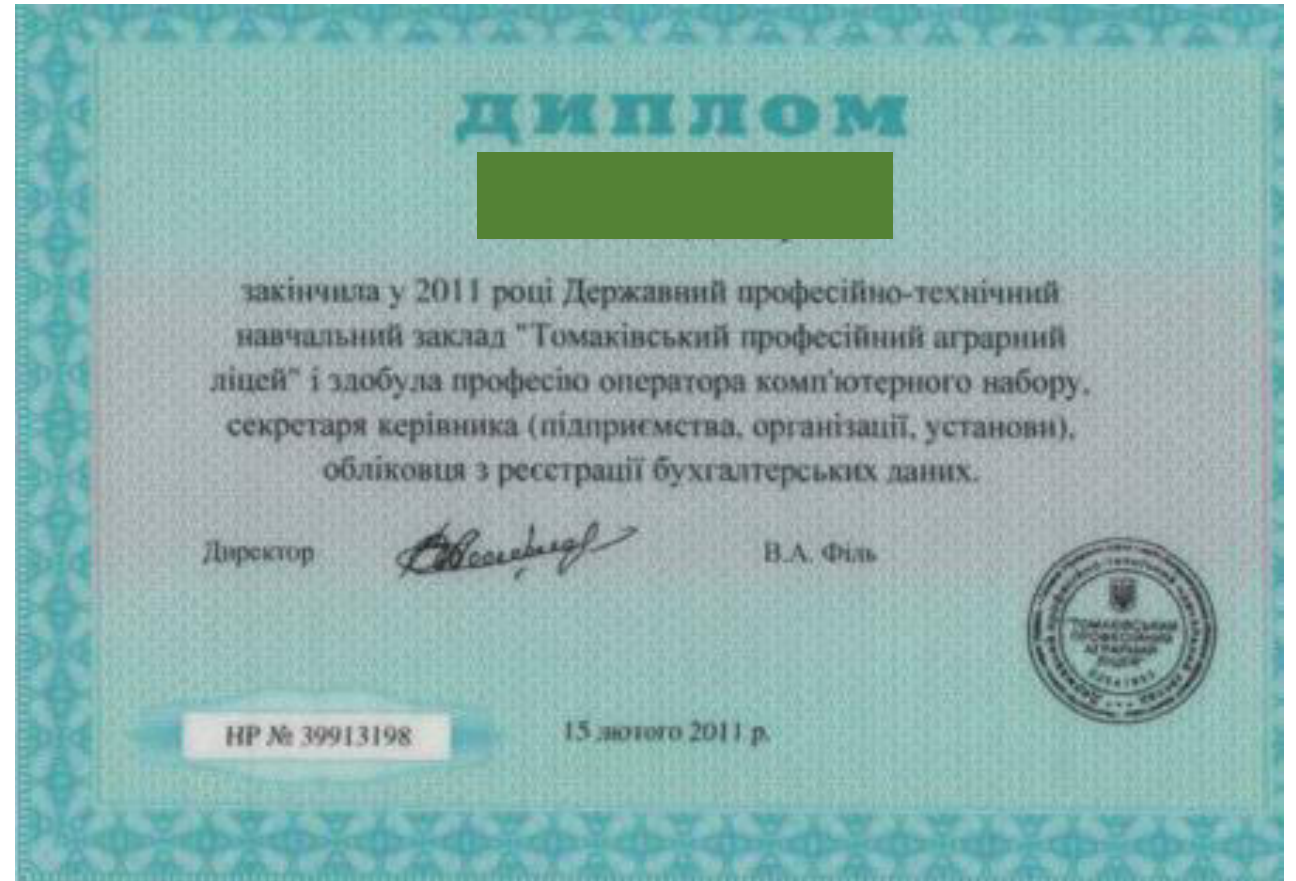 ДИПЛОМ
закінчила у 2011 році Державний професійно-технічний
навчальний заклад "Томаківський професійний аграрний
ліцей" і здобула професію оператора комп'ютерного набору,
секретаря керівника (підприємства, організації, установи),
обліковця з реєстрації бухгалтерських даних.
Директор В.А. Філь
"ТОМАКІВСЬКИЙ
ПРОФЕСІЙНИЙ
АГРАРНИЙ
ЛІЦЕЙ"
НР № 39913198
15 лютого 2011 р.